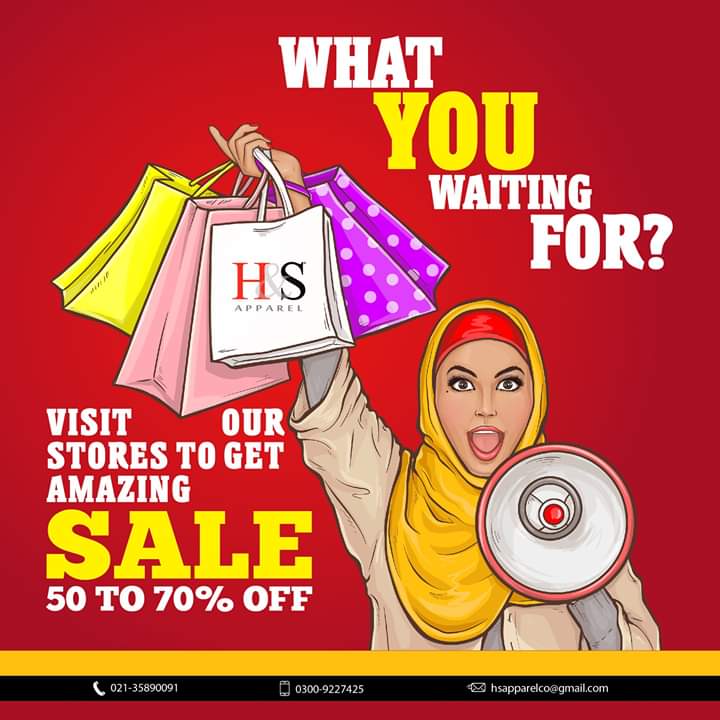 WHAT
YOU
WAITING
FOR?
H&S
APPAREL
VISIT OUR
STORES TO GET
AMAZING
SALE
50 TO 70% OFF
021-35890091
0300-9227425
hsapparelco@gmail.com